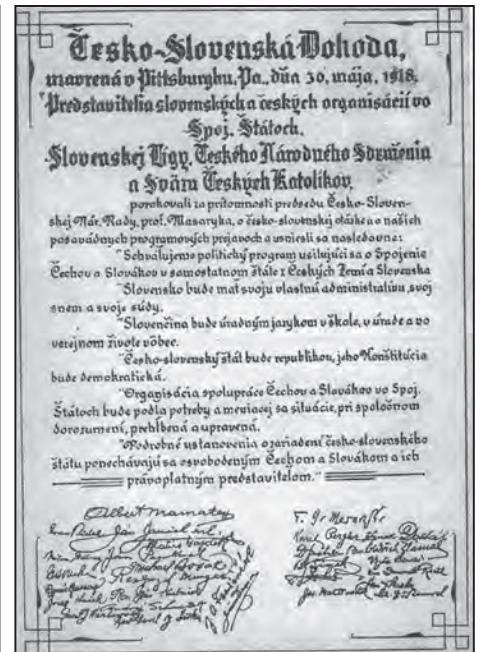 Česko-Slovenská Dohoda,
uzavrená v Pittsburghu, Pa., dňa 30. mája, 1918.
Predstavitelia slovenských a českých organisácií vo
Spoj. Štátoch,
Slovenskej Ligy, Českého Národného Sdruženia
a Sväzu Českých Katolíkov,
porokovali za prítomnosti predsedu Česko-Sloven-
skej Nár. Rady, prof. Masaryka, o česko-slovenskej otázke a o našich
posavádnych programových prejavoch a usniesli sa nasledovne:
"Schvaľujeme politický program usilujúci sa o Spojenie
Čechov a Slovákov v samostatnom štáte z Českých Zemí a Slovenska
"Slovensko bude mať svoju vlastnú administratívu, svoj
snem a svoje súdy.
"Slovenčina bude úradným jazykom v škole, v úrade a vo
verejnom živote vôbec.
"Česko-slovenský štát bude republikou, jeho Konštitúcia
bude demokratická.
"Organisácia spolupráce Čechov a Slovákov vo Spoj.
Štátoch bude podľa potreby a meniacej sa situácie, pri spoločnom
dorozumení, prehĺbená a upravená.
"Podrobné ustanovenia o zariadení česko-slovenského
štátu ponechávajú sa osvobodeným Čechom a Slovákom a ich
právoplatným predstaviteľom."
Albert Mamatey